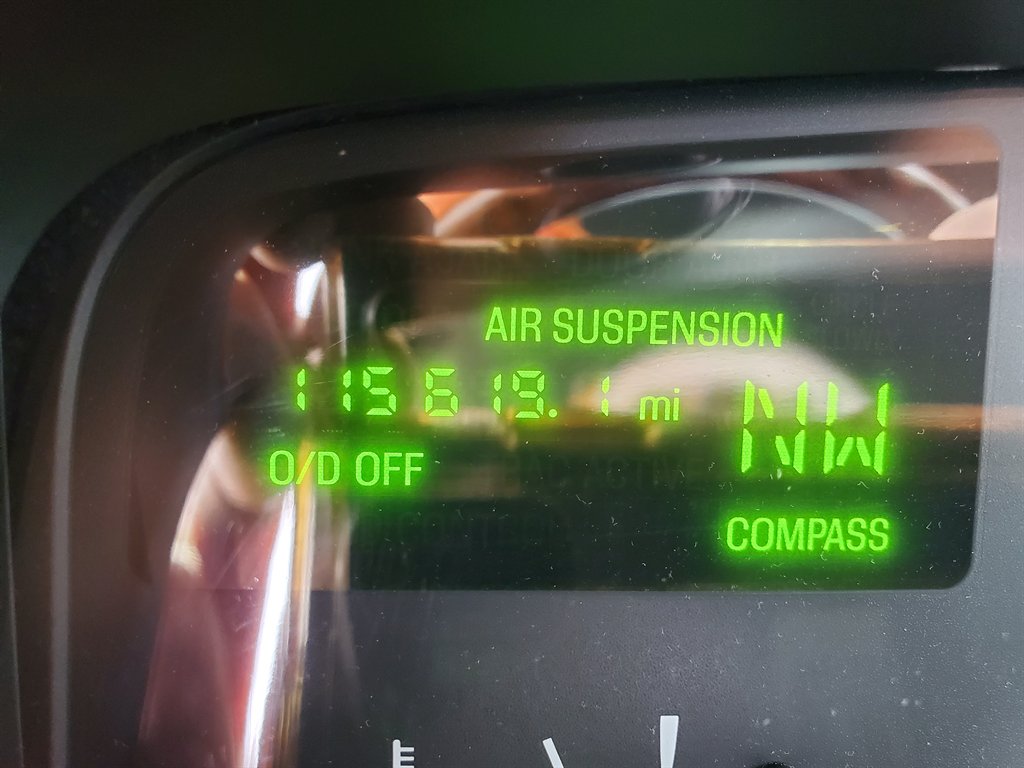 AIR SUSPENSION
115619.1 mi
NW
O/D OFF
COMPASS
E